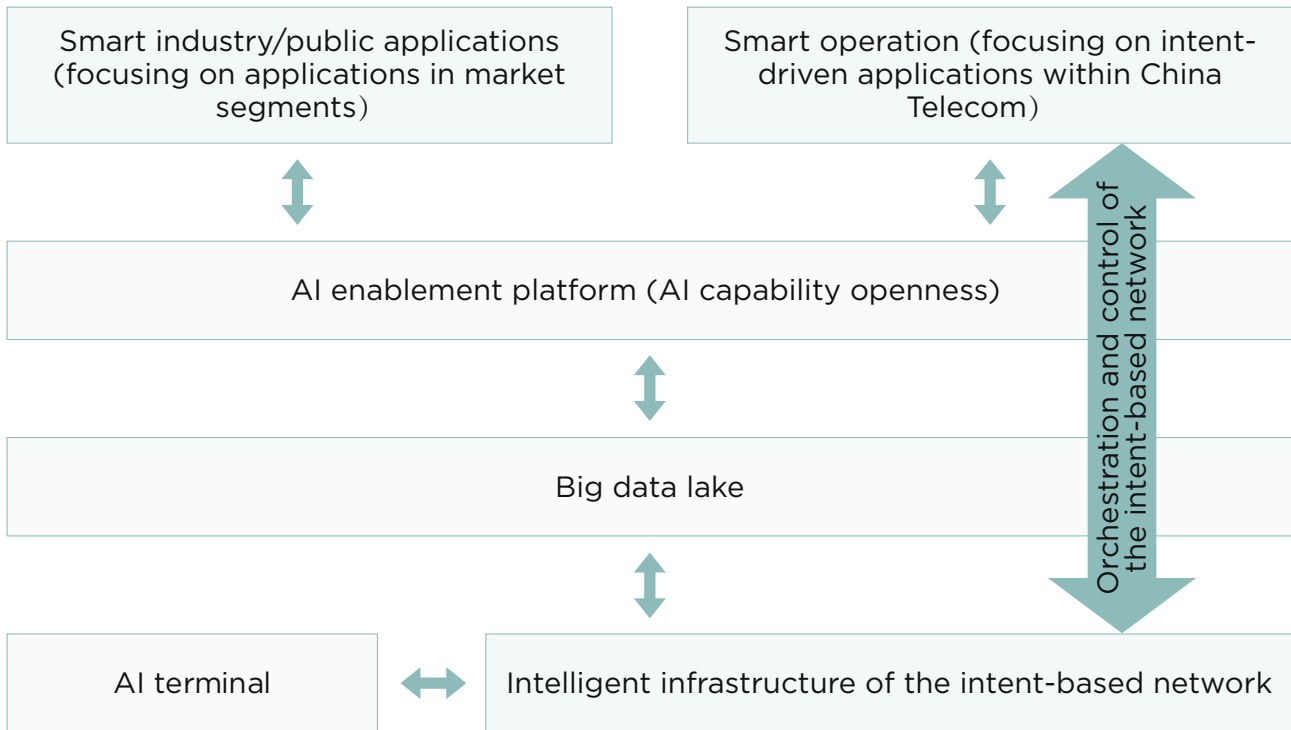 Smart industry/public applications
(focusing on applications in market
segments)
Smart operation (focusing on intent-
driven applications within China
Telecom)
Orchestration and control of
the intent-based network
AI enablement platform (AI capability openness)
Big data lake
AI terminal
Intelligent infrastructure of the intent-based network